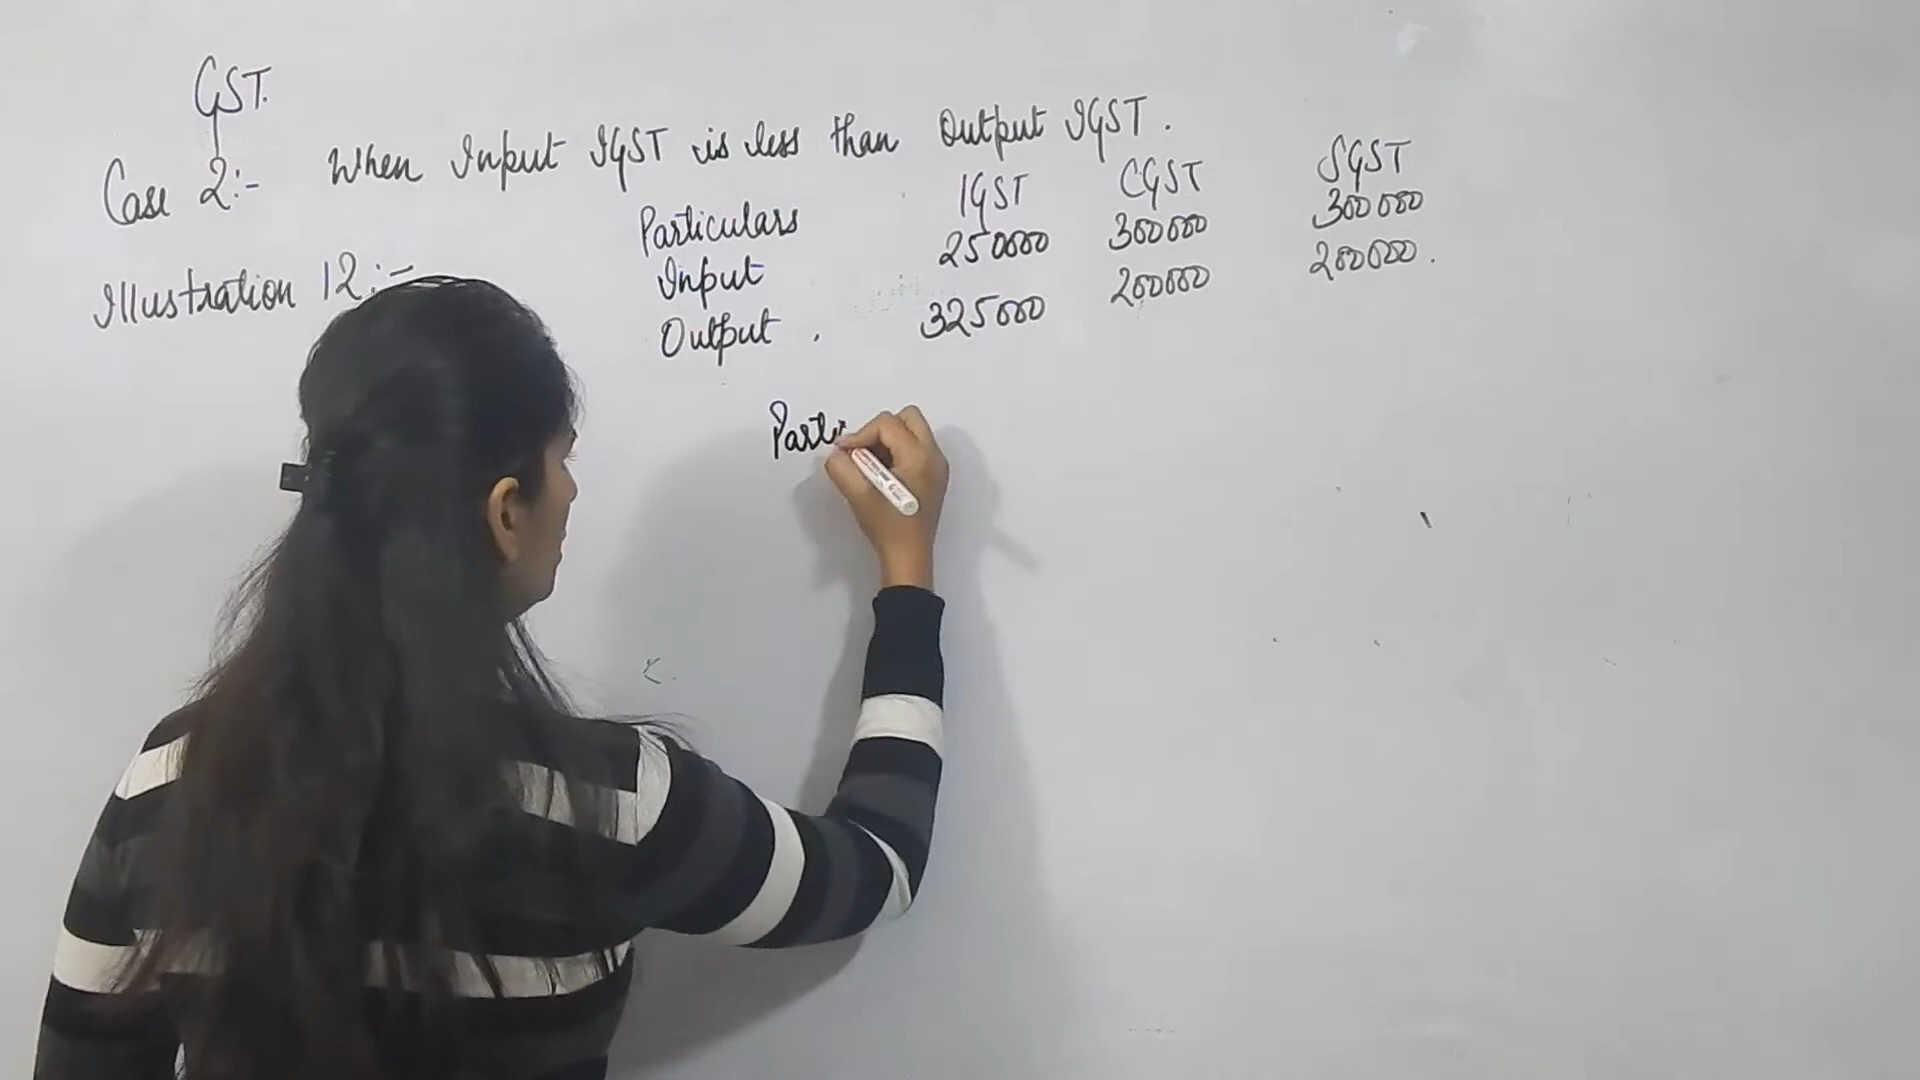 GST.
Case 2:- When Input IGST is less than Output IGST.
Particulars IGST CGST SGST
Illustration 12:- Input 250000 300000 300000
Output . 325000 200000 200000.
Parti